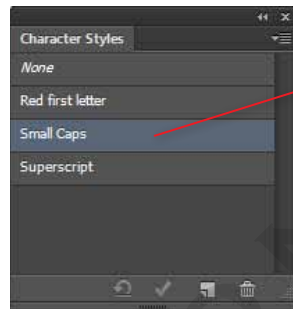 Character Styles
None
Red first letter
Small Caps
Superscript